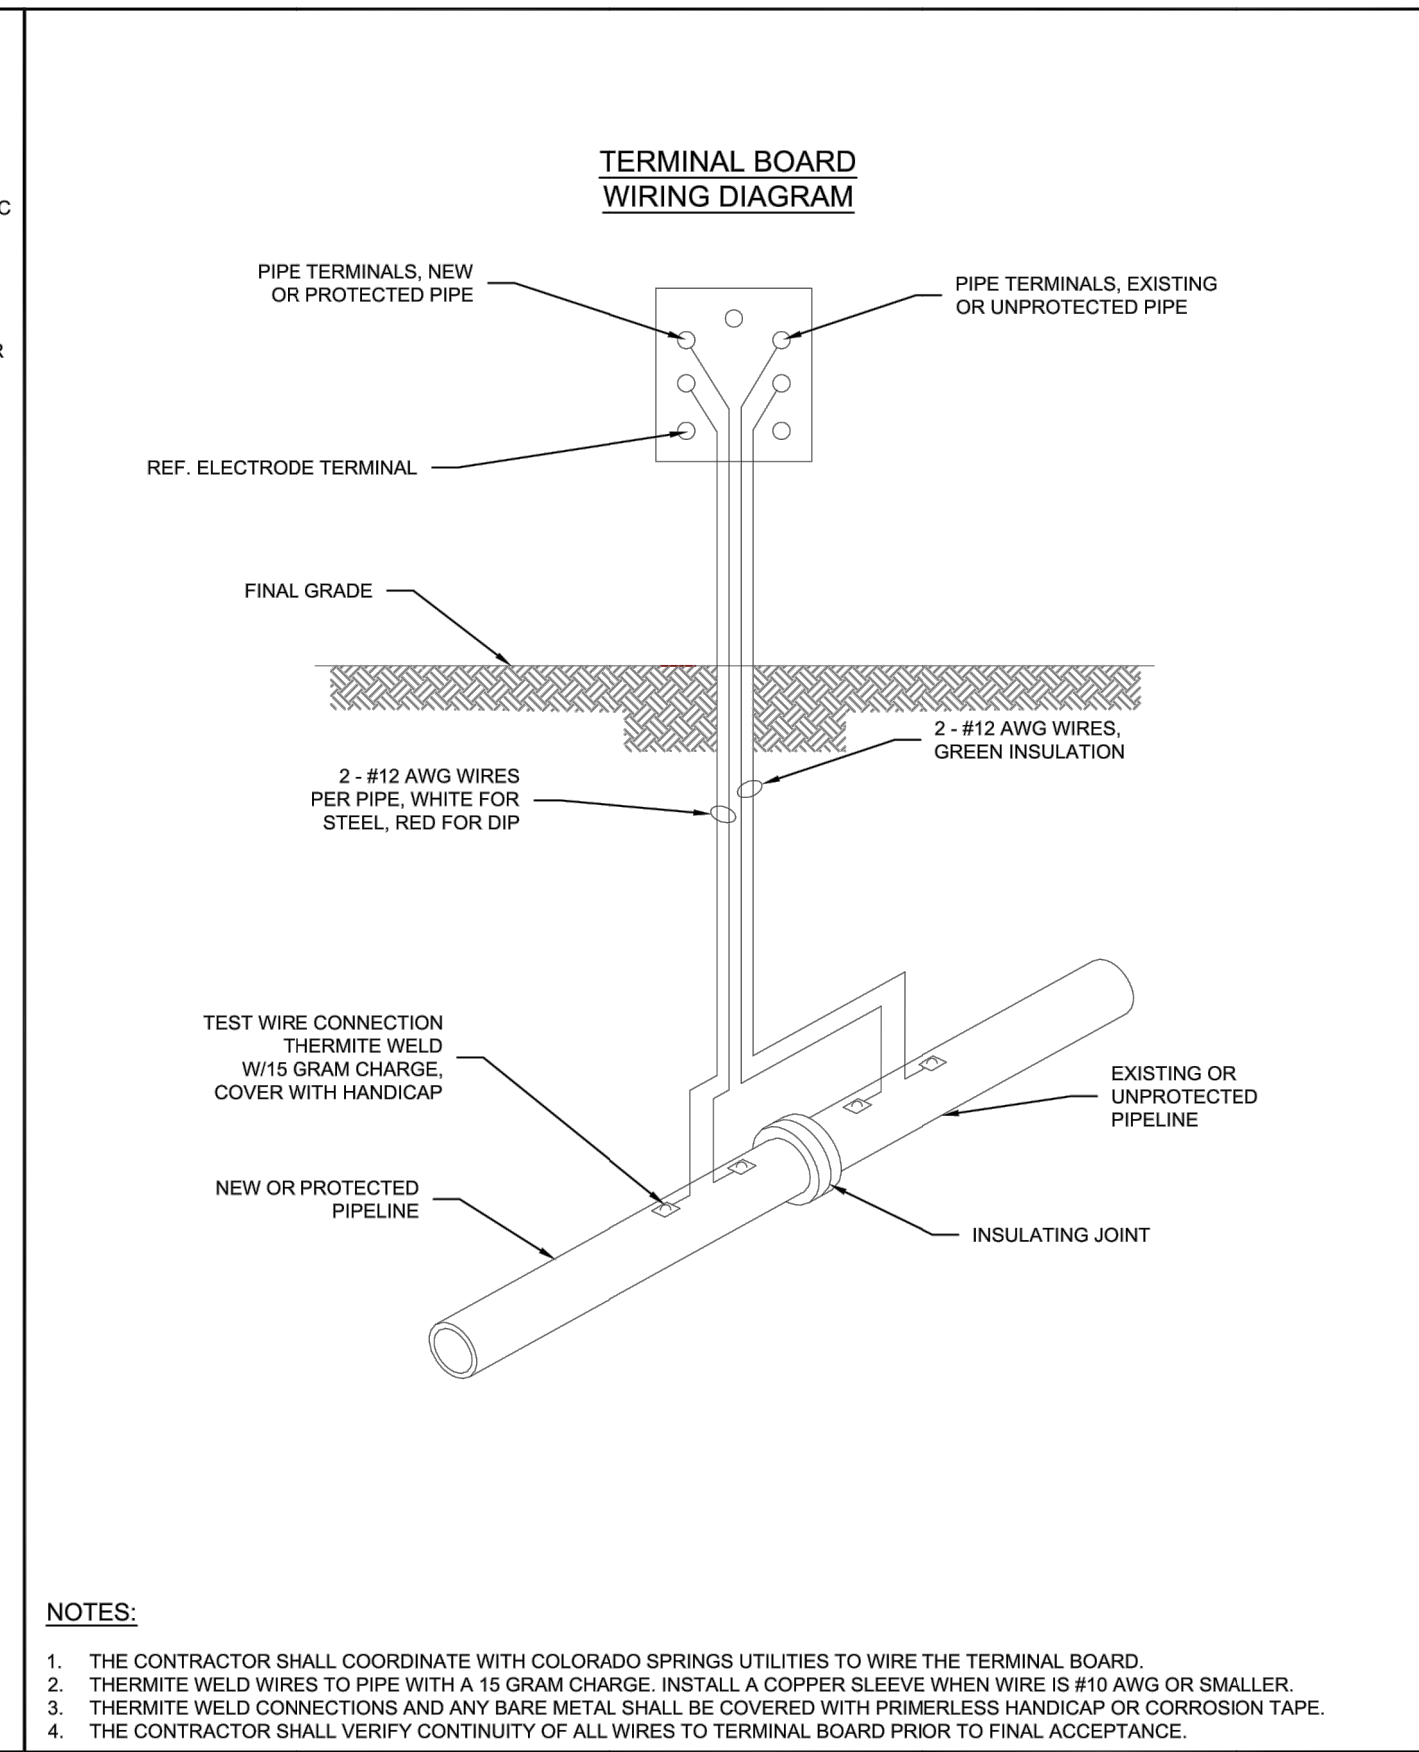 TERMINAL BOARD
WIRING DIAGRAM
C
R
PIPE TERMINALS, NEW
OR PROTECTED PIPE
PIPE TERMINALS, EXISTING
OR UNPROTECTED PIPE
REF. ELECTRODE TERMINAL
FINAL GRADE
2 - #12 AWG WIRES,
GREEN INSULATION
2 - #12 AWG WIRES
PER PIPE, WHITE FOR
STEEL, RED FOR DIP
TEST WIRE CONNECTION
THERMITE WELD
W/15 GRAM CHARGE,
COVER WITH HANDICAP
EXISTING OR
UNPROTECTED
PIPELINE
NEW OR PROTECTED
PIPELINE
INSULATING JOINT
NOTES:
1. THE CONTRACTOR SHALL COORDINATE WITH COLORADO SPRINGS UTILITIES TO WIRE THE TERMINAL BOARD.
2. THERMITE WELD WIRES TO PIPE WITH A 15 GRAM CHARGE. INSTALL A COPPER SLEEVE WHEN WIRE IS #10 AWG OR SMALLER.
3. THERMITE WELD CONNECTIONS AND ANY BARE METAL SHALL BE COVERED WITH PRIMERLESS HANDICAP OR CORROSION TAPE.
4. THE CONTRACTOR SHALL VERIFY CONTINUITY OF ALL WIRES TO TERMINAL BOARD PRIOR TO FINAL ACCEPTANCE.